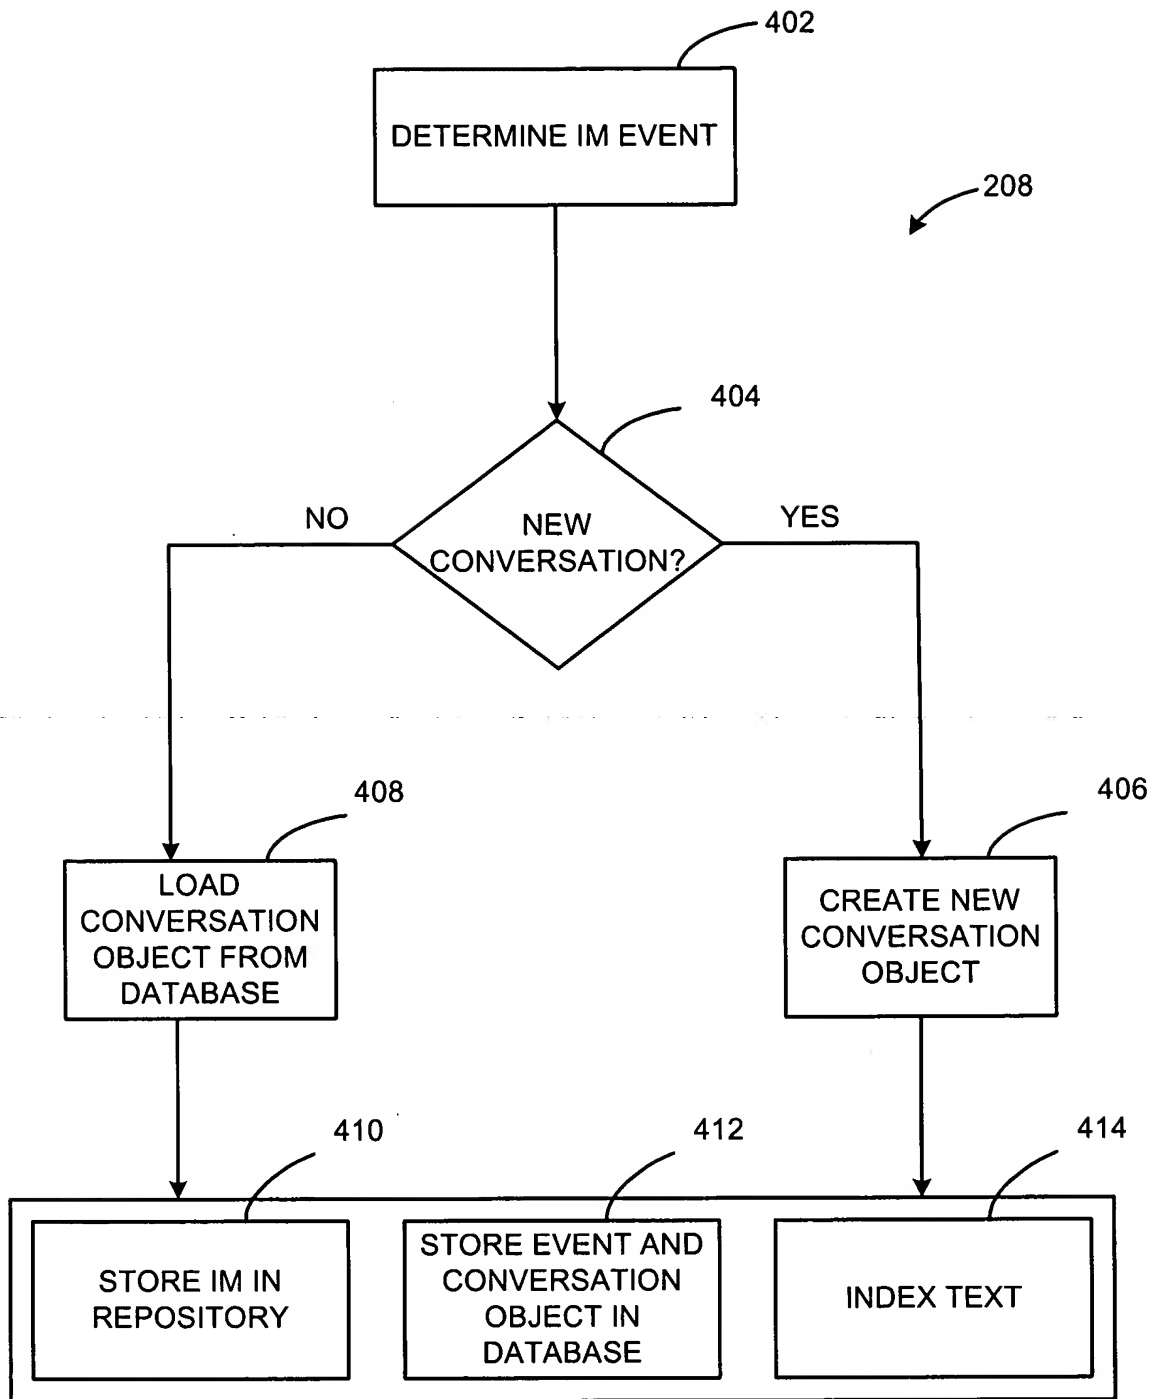 402
DETERMINE IM EVENT
208
404
NO
NEW
CONVERSATION?
YES
408
406
LOAD
CONVERSATION
OBJECT FROM
DATABASE
CREATE NEW
CONVERSATION
OBJECT
410
412
414
STORE IM IN
REPOSITORY
STORE EVENT AND
CONVERSATION
OBJECT IN
DATABASE
INDEX TEXT